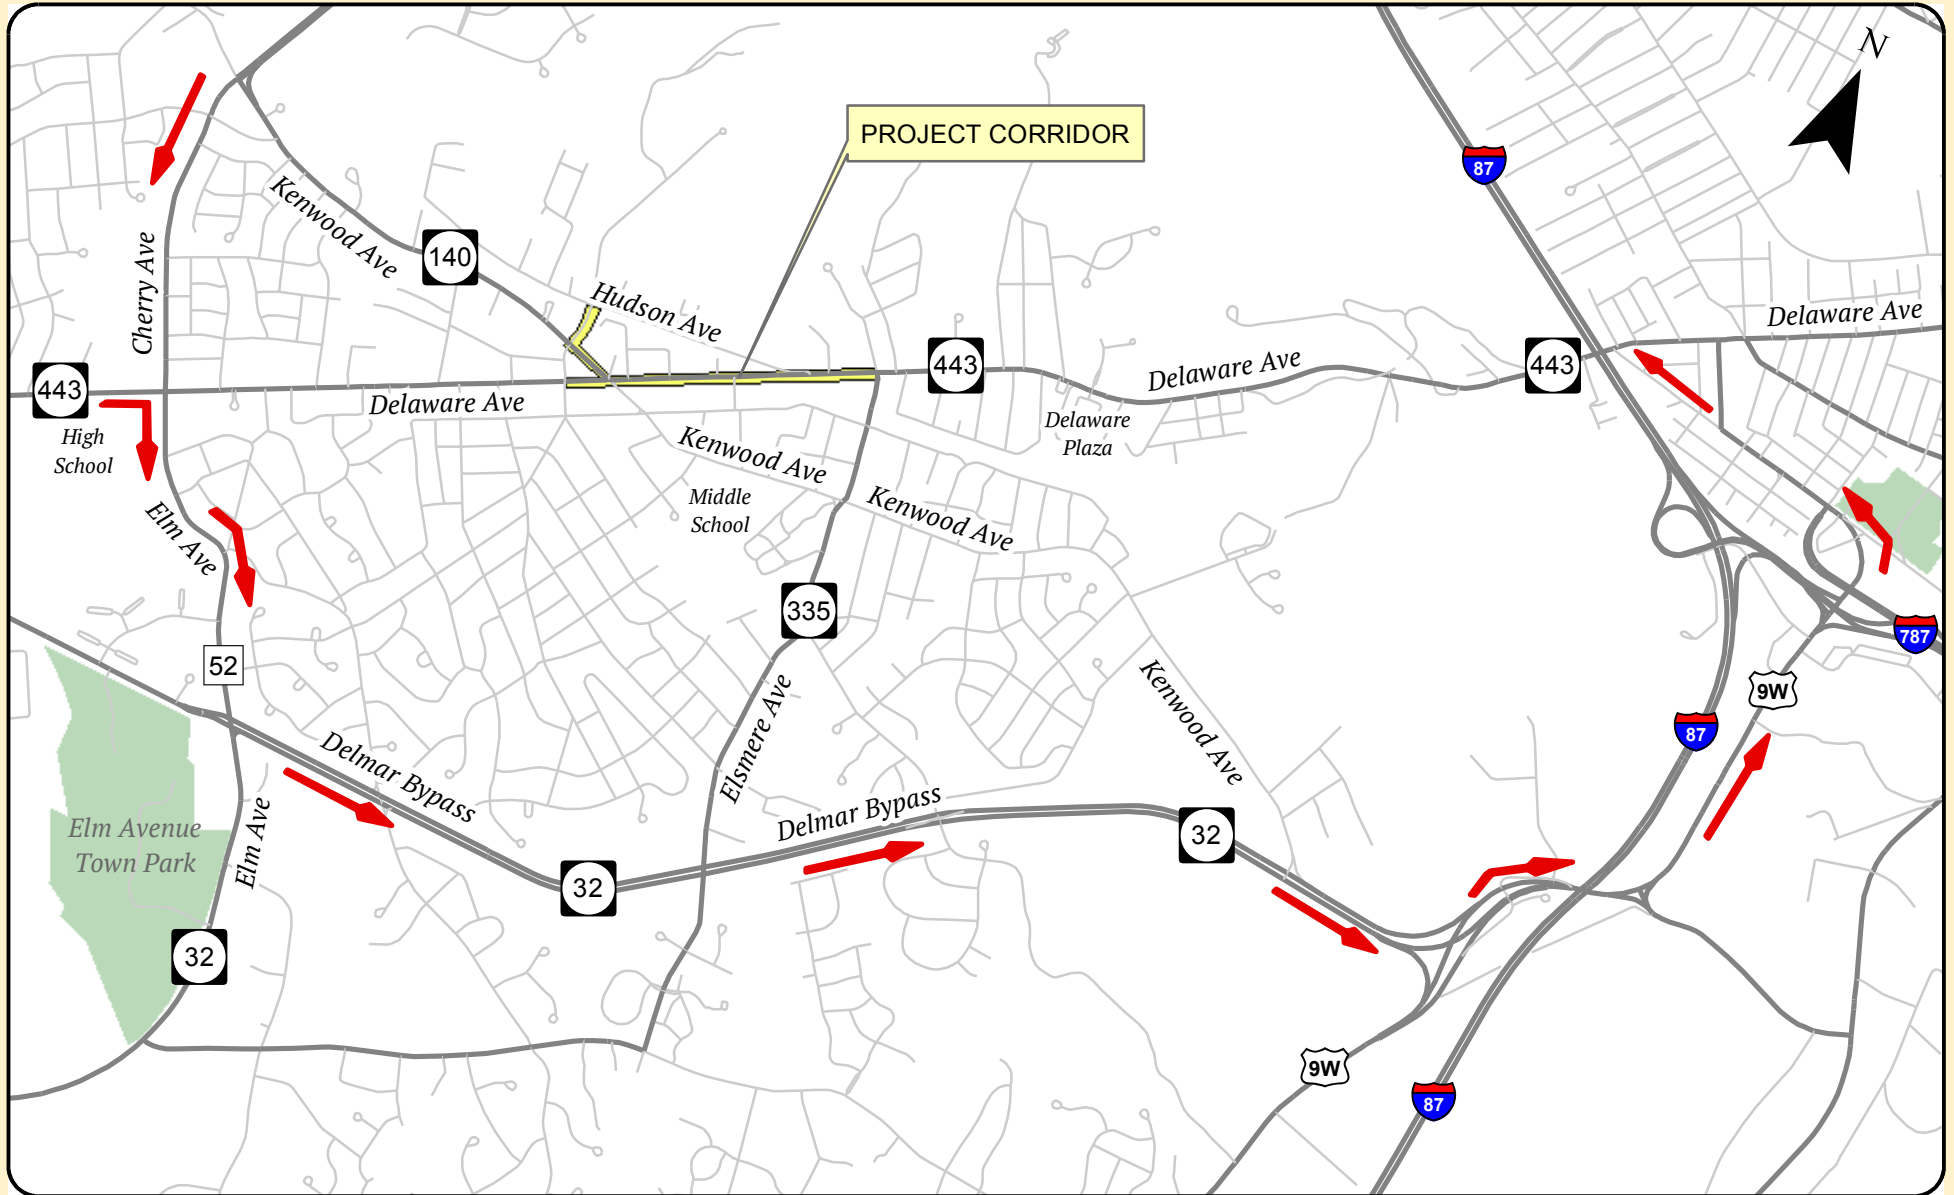 N
PROJECT CORRIDOR
87
Kenwood Ave
140
Cherry Ave
Hudson Ave
Delaware Ave
443
443
443
Delaware Ave
Delaware Ave
High
School
Delaware
Plaza
Kenwood Ave
Middle
School
Kenwood Ave
Elm Ave
335
787
52
Kenwood Ave
9W
87
Elsmere Ave
Delmar Bypass
Delmar Bypass
Elm Avenue
Town Park
Elm Ave
32
32
32
9W
87